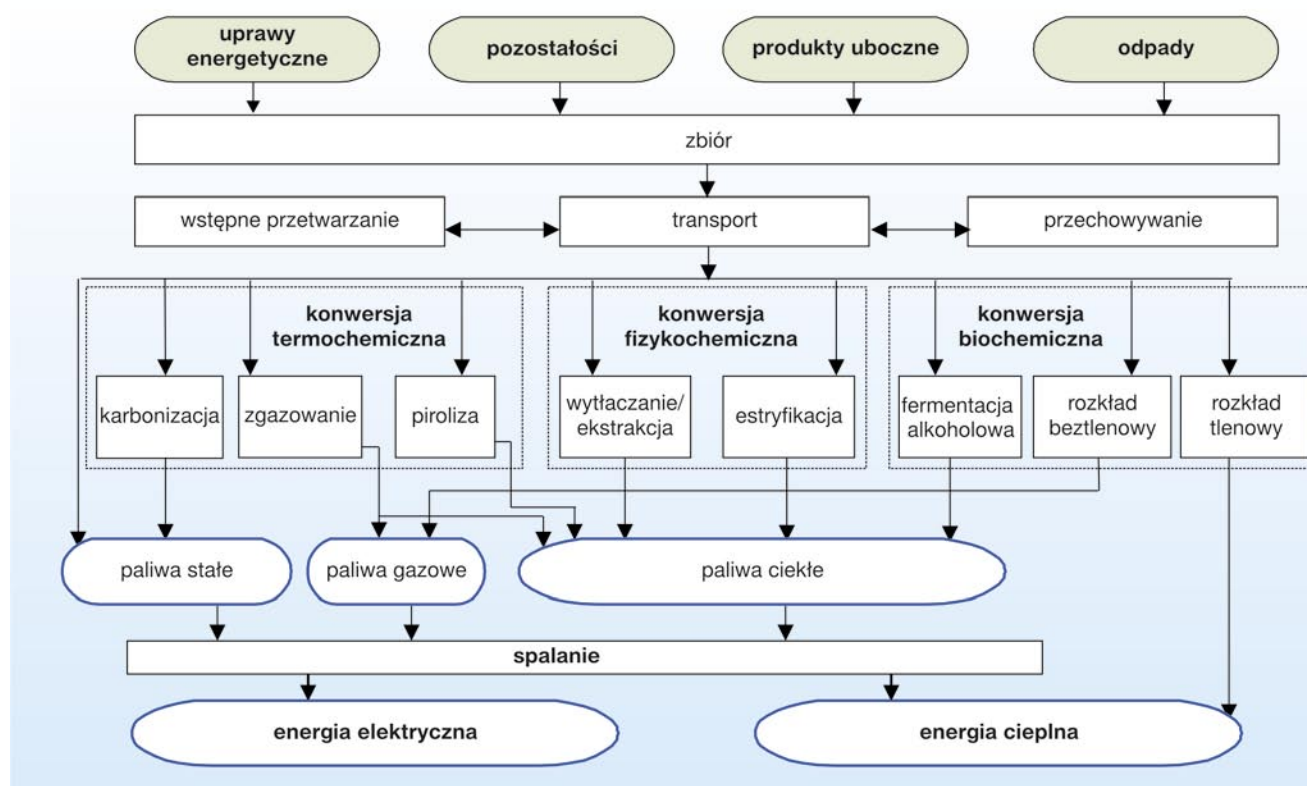 uprawy
energetyczne
pozostałości
produkty uboczne
odpady
zbiór
wstępne przetwarzanie
transport
przechowywanie
konwersja
termochemiczna
konwersja
fizykochemiczna
konwersja
biochemiczna
karbonizacja
zgazowanie
piroliza
wytłaczanie/
ekstrakcja
estryfikacja
fermentacja
alkoholowa
rozkład
beztlenowy
rozkład
tlenowy
paliwa stałe
paliwa gazowe
paliwa ciekłe
spalanie
energia elektryczna
energia cieplna